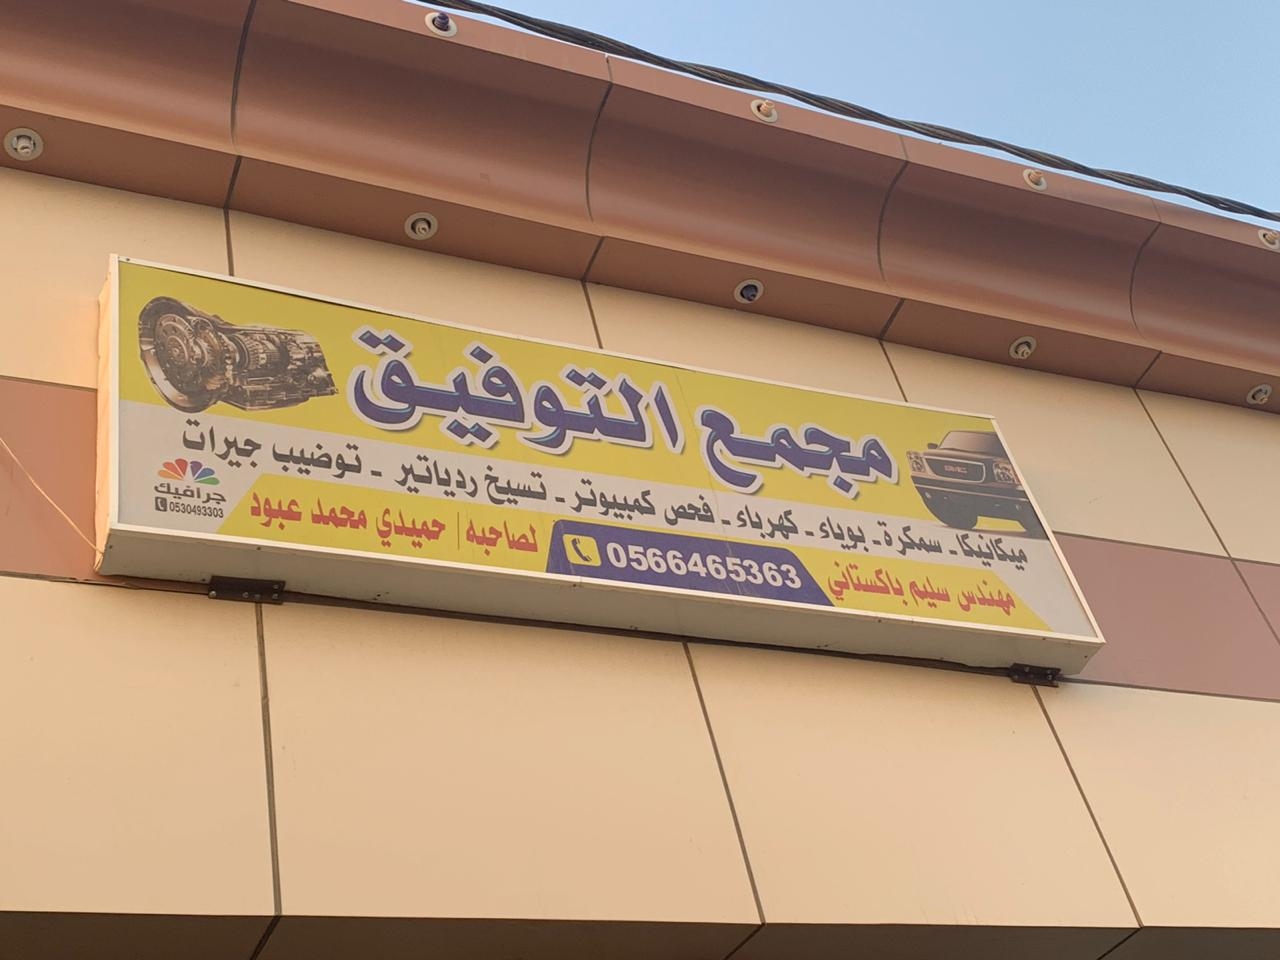 مجمع التوفيق
ميكانيكا - سمكرة - بوياء - كهرباء - فحص كمبيوتر - تسيخ ردياتير - توضيب جيرات
مهندس سليم باكستاني
0566465363
لصاحبه | حميدي محمد عبود
جرافيك
0530493303
GMC